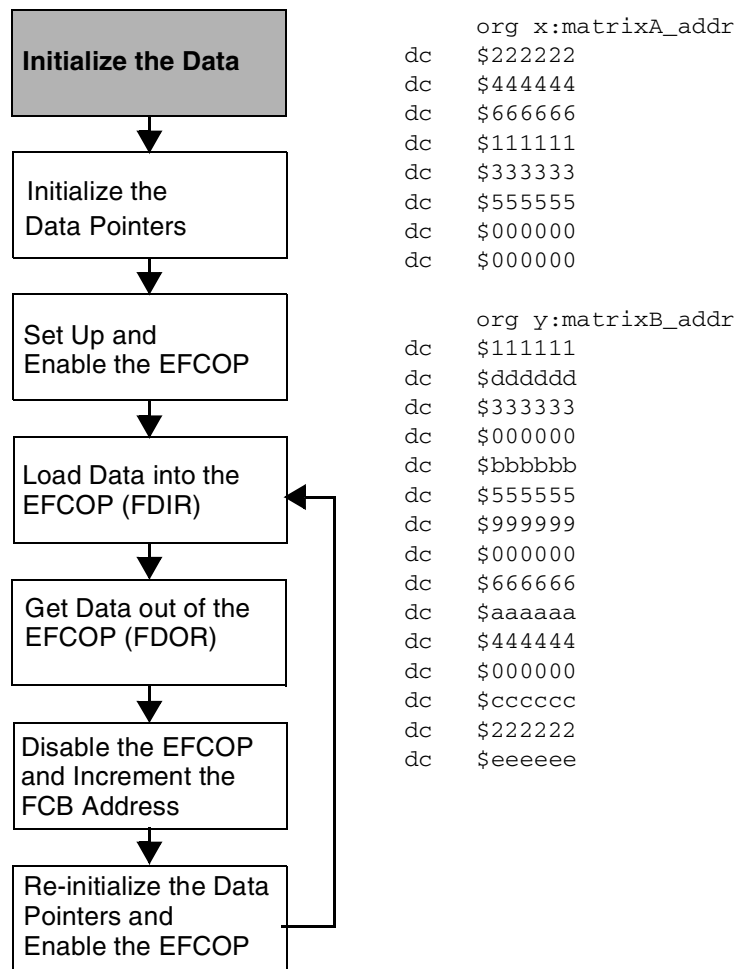 Initialize the Data
Initialize the
Data Pointers
Set Up and
Enable the EFCOP
Load Data into the
EFCOP (FDIR)
Get Data out of the
EFCOP (FDOR)
Disable the EFCOP
and Increment the
FCB Address
Re-initialize the Data
Pointers and
Enable the EFCOP
org x:matrixA_addr
dc $222222
dc $444444
dc $666666
dc $111111
dc $333333
dc $555555
dc $000000
dc $000000
org y:matrixB_addr
dc $111111
dc $dddddd
dc $333333
dc $000000
dc $bbbbbb
dc $555555
dc $999999
dc $000000
dc $666666
dc $aaaaaa
dc $444444
dc $000000
dc $cccccc
dc $222222
dc $eeeeee